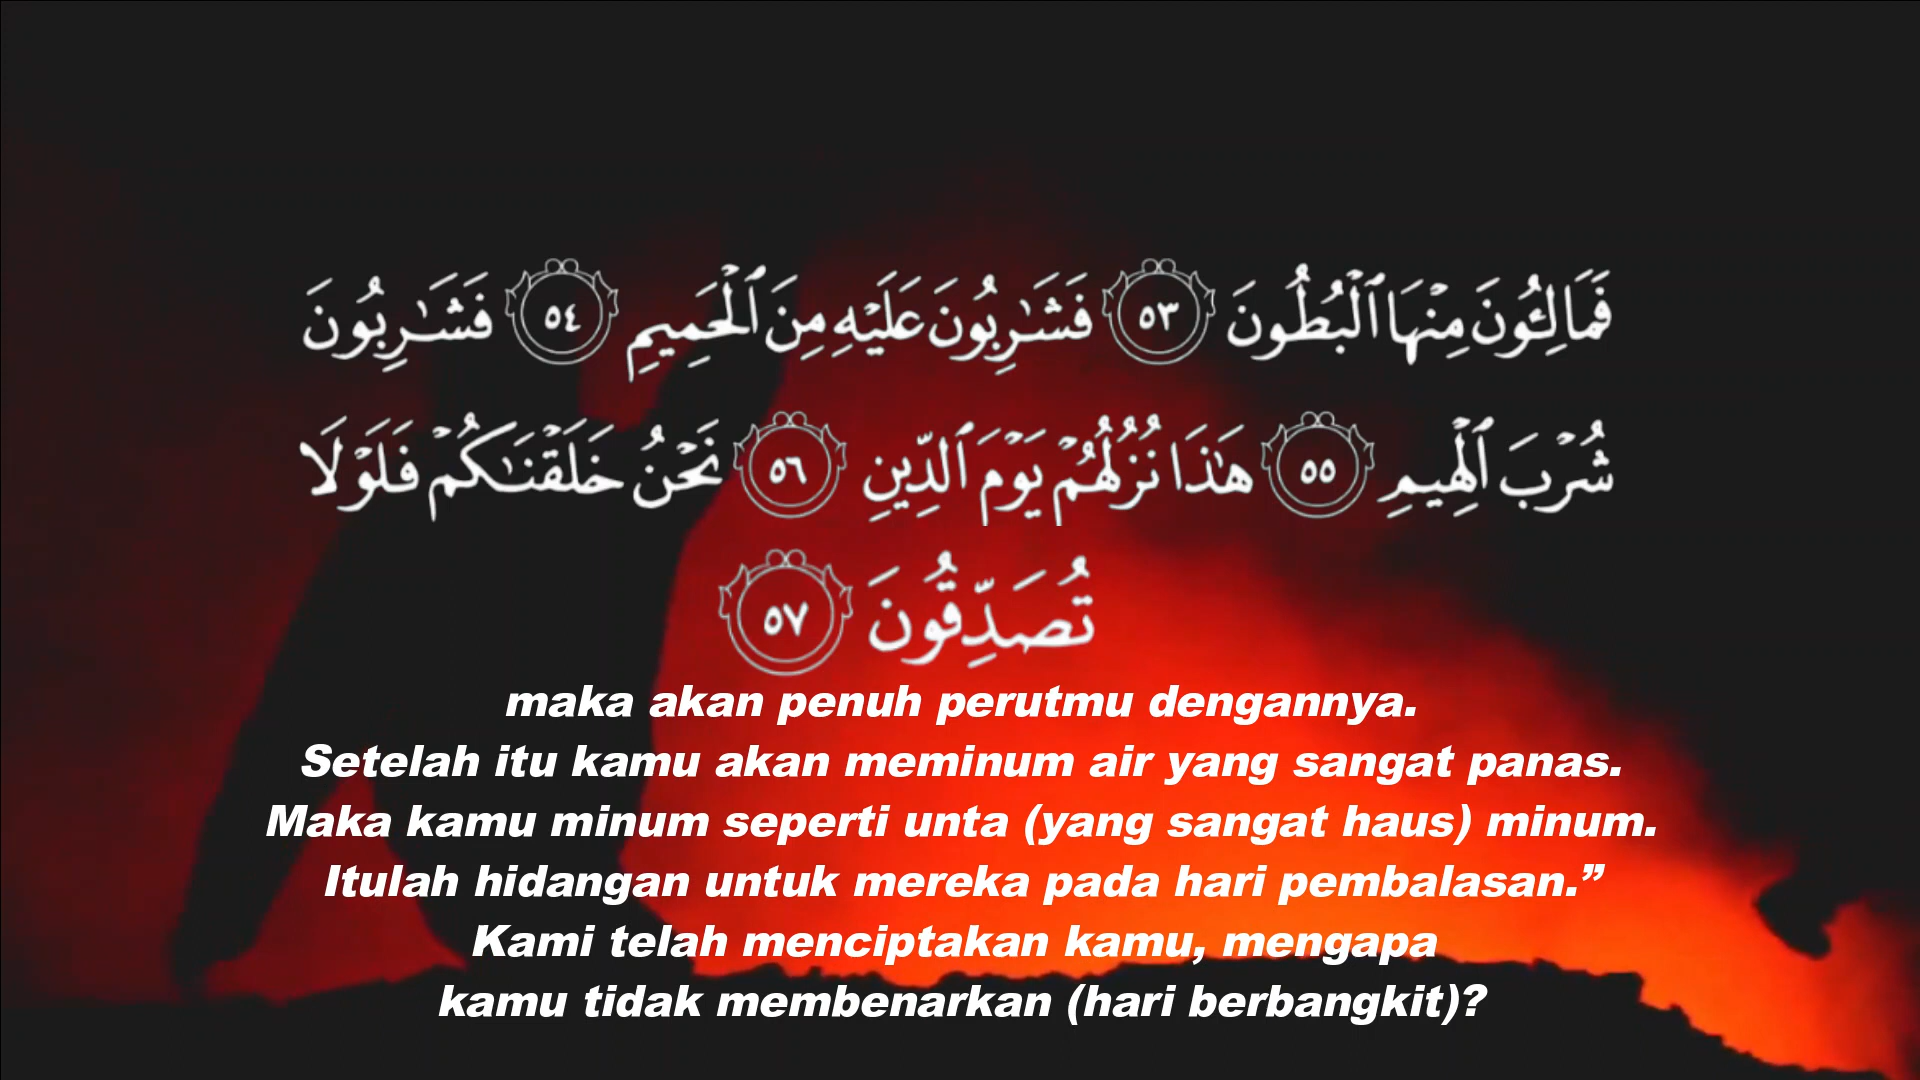 فَمَالِـُٔونَ مِنْهَا ٱلْبُطُونَ ٥٣ فَشَـٰرِبُونَ عَلَيْهِ مِنَ ٱلْحَمِيمِ ٥٤ فَشَـٰرِبُونَ
شُرْبَ ٱلْهِيمِ ٥٥ هَـٰذَا نُزُلُهُمْ يَوْمَ ٱلدِّينِ ٥٦ نَحْنُ خَلَقْنَـٰكُمْ فَلَوْلَا
تُصَدِّقُونَ ٥٧
maka akan penuh perutmu dengannya.
Setelah itu kamu akan meminum air yang sangat panas.
Maka kamu minum seperti unta (yang sangat haus) minum.
Itulah hidangan untuk mereka pada hari pembalasan.”
Kami telah menciptakan kamu, mengapa
kamu tidak membenarkan (hari berbangkit)?